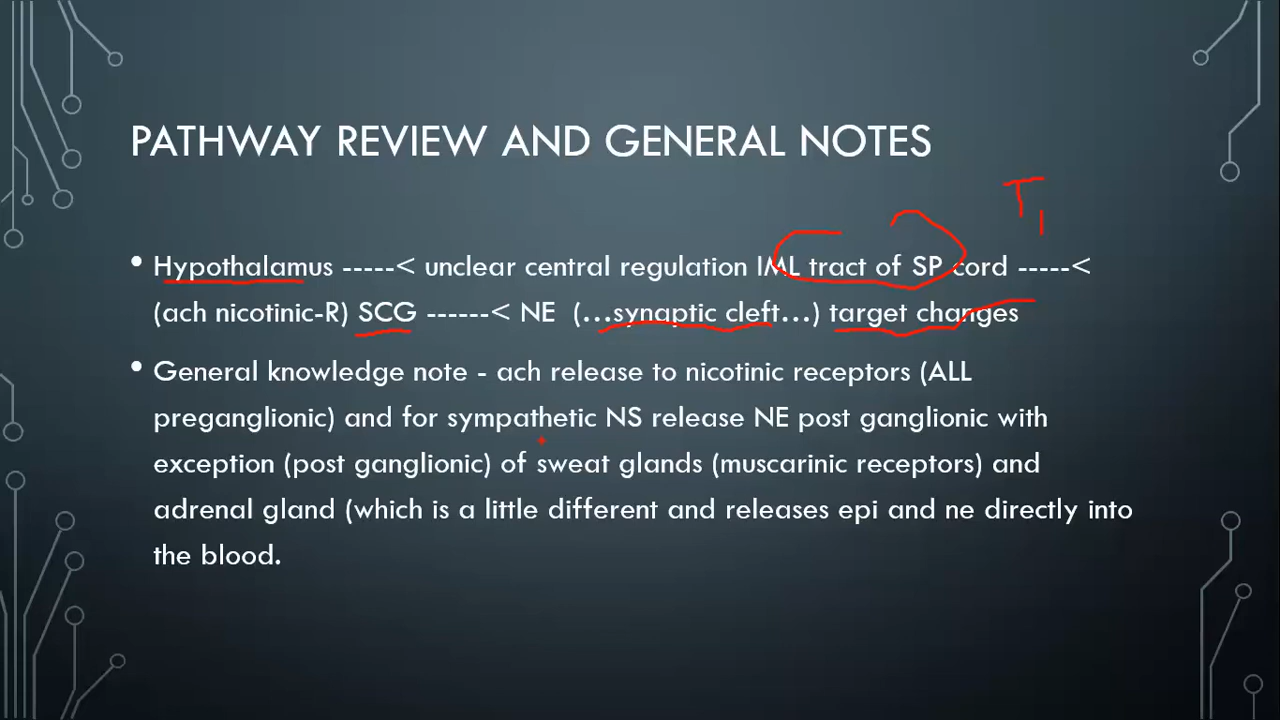 PATHWAY REVIEW AND GENERAL NOTES
T1
• Hypothalamus -----< unclear central regulation IML tract of SP cord -----<
(ach nicotinic-R) SCG ------< NE (...synaptic cleft...) target changes
• General knowledge note - ach release to nicotinic receptors (ALL
preganglionic) and for sympathetic NS release NE post ganglionic with
exception (post ganglionic) of sweat glands (muscarinic receptors) and
adrenal gland (which is a little different and releases epi and ne directly into
the blood.